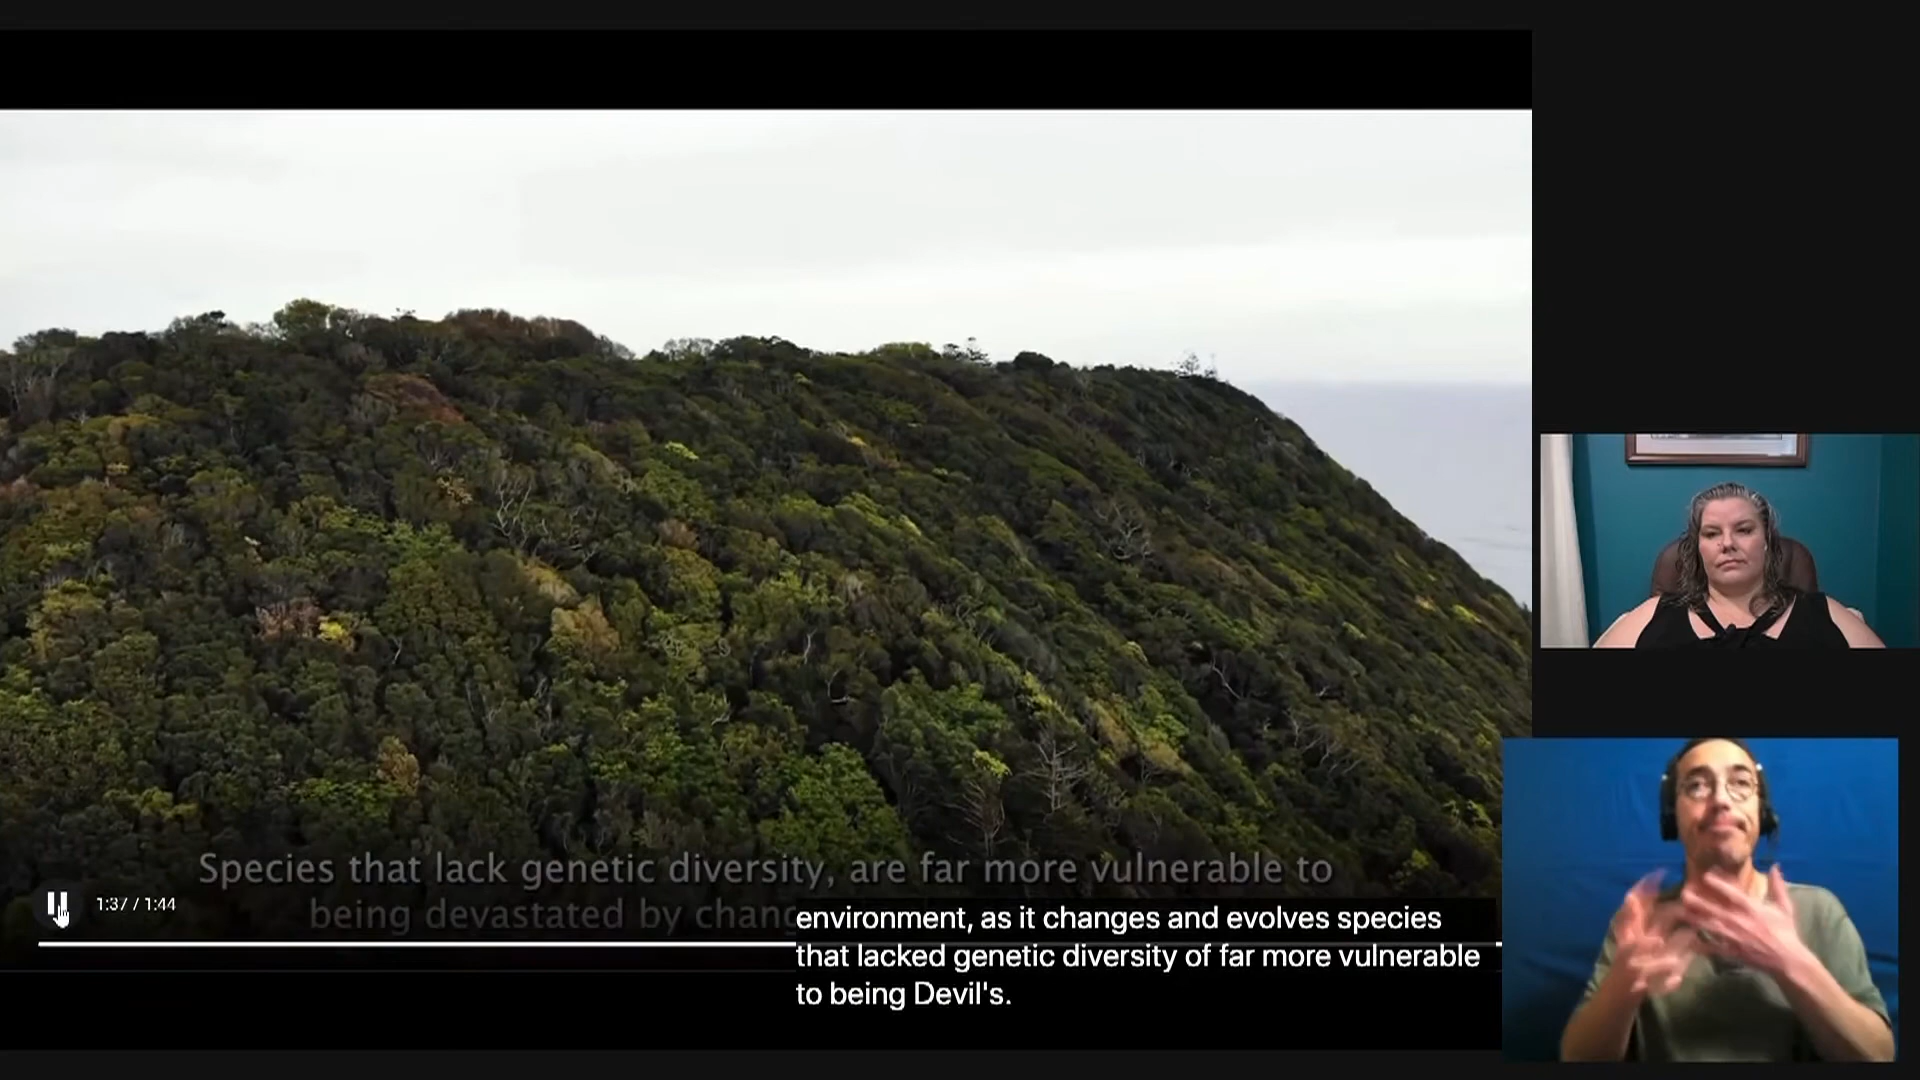 Species that lack genetic diversity, are far more vulnerable to
being devastated by chang
1:37 / 1:44
environment, as it changes and evolves species
that lacked genetic diversity of far more vulnerable
to being Devil's.